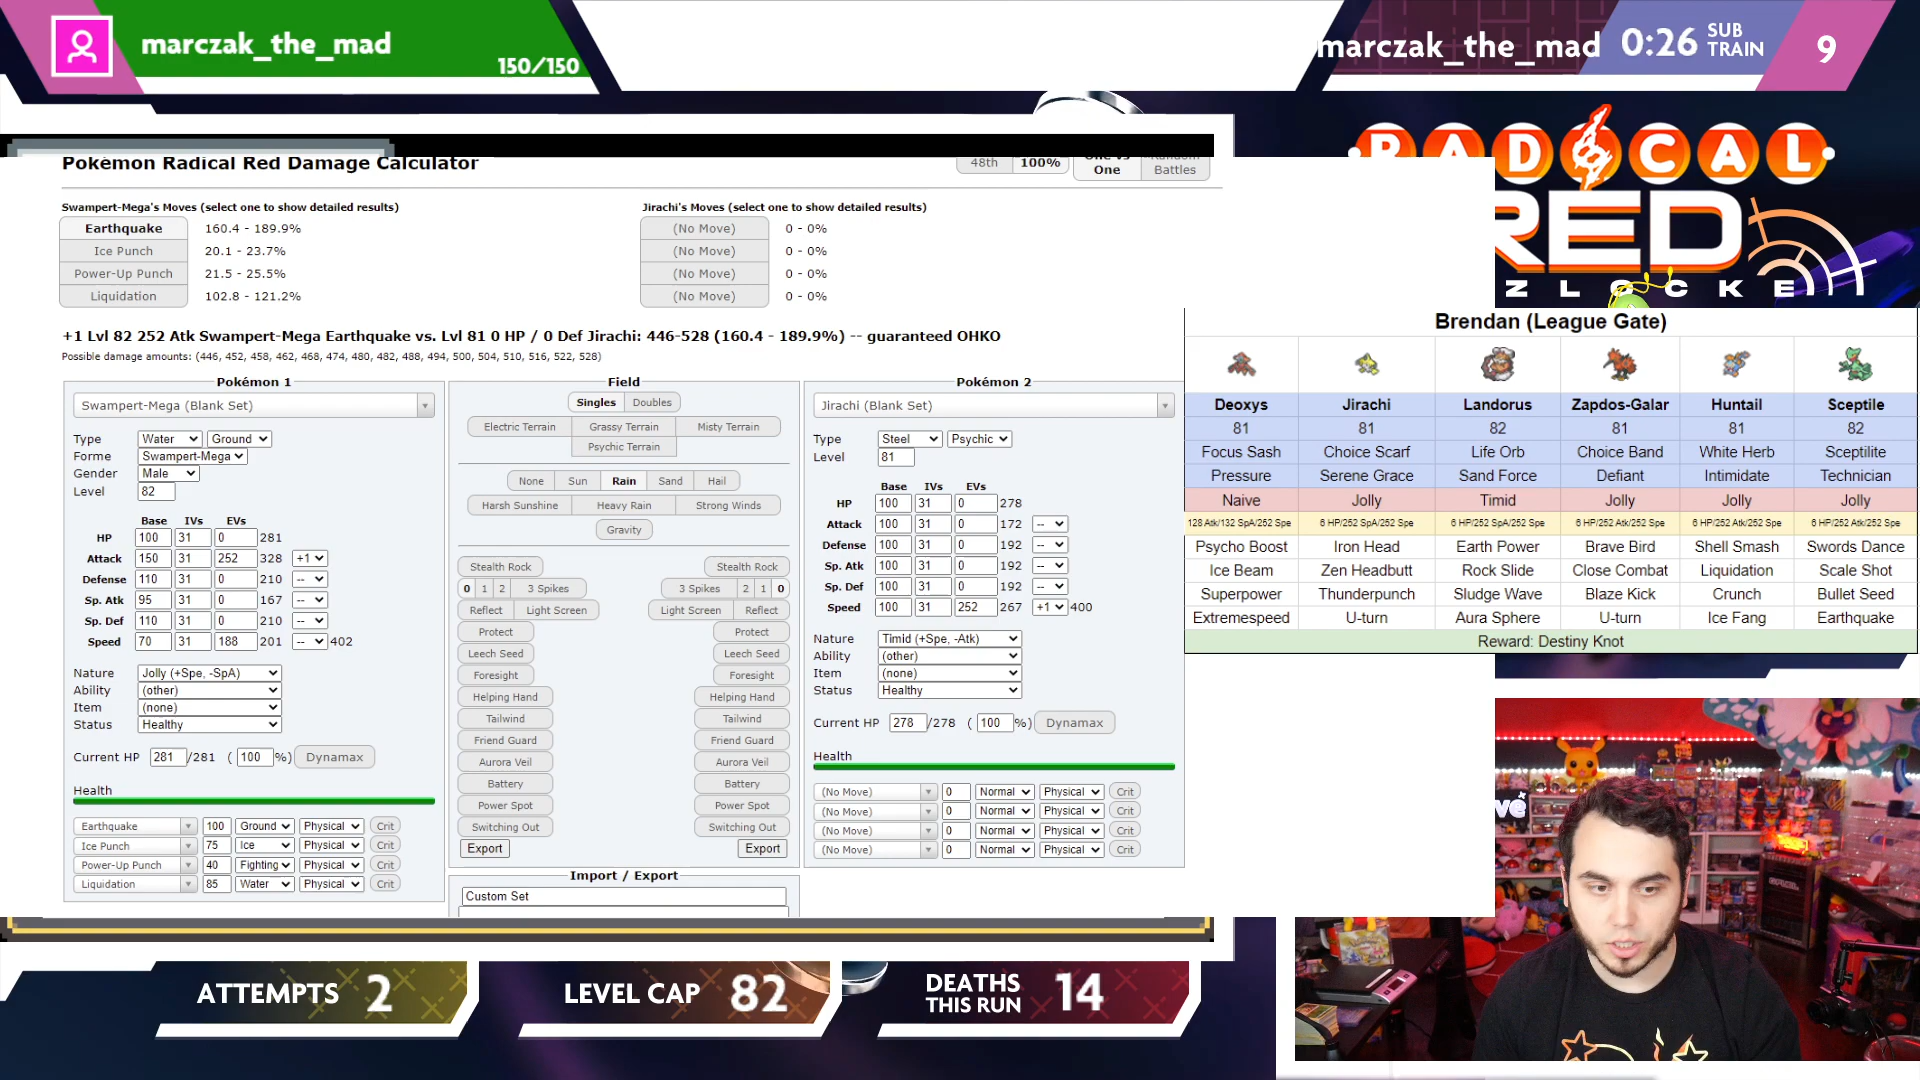 marczak_the_mad
150/150
marczak_the_mad 0:26 SUB TRAIN 9
RADICAL
RED
ZLOCKE
Pokémon Radical Red Damage Calculator
48th 100% One vs One Random Battles
Swampert-Mega's Moves (select one to show detailed results)
Earthquake 160.4 - 189.9%
Ice Punch 20.1 - 23.7%
Power-Up Punch 21.5 - 25.5%
Liquidation 102.8 - 121.2%
Jirachi's Moves (select one to show detailed results)
(No Move) 0 - 0%
(No Move) 0 - 0%
(No Move) 0 - 0%
(No Move) 0 - 0%
+1 Lvl 82 252 Atk Swampert-Mega Earthquake vs. Lvl 81 0 HP / 0 Def Jirachi: 446-528 (160.4 - 189.9%) -- guaranteed OHKO
Possible damage amounts: (446, 452, 458, 462, 468, 474, 480, 482, 488, 494, 500, 504, 510, 516, 522, 528)
Pokémon 1
Swampert-Mega (Blank Set)
Type Water Ground
Forme Swampert-Mega
Gender Male
Level 82
Base IVs EVs
HP 100 31 0 281
Attack 150 31 252 328 +1
Defense 110 31 0 210 --
Sp. Atk 95 31 0 167 --
Sp. Def 110 31 0 210 --
Speed 70 31 188 201 -- 402
Nature Jolly (+Spe, -SpA)
Ability (other)
Item (none)
Status Healthy
Current HP 281 /281 ( 100 %) Dynamax
Health
Earthquake 100 Ground Physical Crit
Ice Punch 75 Ice Physical Crit
Power-Up Punch 40 Fighting Physical Crit
Liquidation 85 Water Physical Crit
Field
Singles Doubles
Electric Terrain Grassy Terrain Misty Terrain
Psychic Terrain
None Sun Rain Sand Hail
Harsh Sunshine Heavy Rain Strong Winds
Gravity
Stealth Rock Stealth Rock
0 1 2 3 Spikes 3 Spikes 2 1 0
Reflect Light Screen Light Screen Reflect
Protect Protect
Leech Seed Leech Seed
Foresight Foresight
Helping Hand Helping Hand
Tailwind Tailwind
Friend Guard Friend Guard
Aurora Veil Aurora Veil
Battery Battery
Power Spot Power Spot
Switching Out Switching Out
Export Export
Import / Export
Custom Set
Pokémon 2
Jirachi (Blank Set)
Type Steel Psychic
Level 81
Base IVs EVs
HP 100 31 0 278
Attack 100 31 0 172 --
Defense 100 31 0 192 --
Sp. Atk 100 31 0 192 --
Sp. Def 100 31 0 192 --
Speed 100 31 252 267 +1 400
Nature Timid (+Spe, -Atk)
Ability (other)
Item (none)
Status Healthy
Current HP 278 /278 ( 100 %) Dynamax
Health
(No Move) 0 Normal Physical Crit
(No Move) 0 Normal Physical Crit
(No Move) 0 Normal Physical Crit
(No Move) 0 Normal Physical Crit
Brendan (League Gate)
Deoxys Jirachi Landorus Zapdos-Galar Huntail Sceptile
81 81 82 81 81 82
Focus Sash Choice Scarf Life Orb Choice Band White Herb Sceptilite
Pressure Serene Grace Sand Force Defiant Intimidate Technician
Naive Jolly Timid Jolly Jolly Jolly
128 Atk/132 SpA/252 Spe 6 HP/252 SpA/252 Spe 6 HP/252 SpA/252 Spe 6 HP/252 Atk/252 Spe 6 HP/252 Atk/252 Spe 6 HP/252 Atk/252 Spe
Psycho Boost Iron Head Earth Power Brave Bird Shell Smash Swords Dance
Ice Beam Zen Headbutt Rock Slide Close Combat Liquidation Scale Shot
Superpower Thunderpunch Sludge Wave Blaze Kick Crunch Bullet Seed
Extremespeed U-turn Aura Sphere U-turn Ice Fang Earthquake
Reward: Destiny Knot
ATTEMPTS 2
LEVEL CAP 82
DEATHS THIS RUN 14